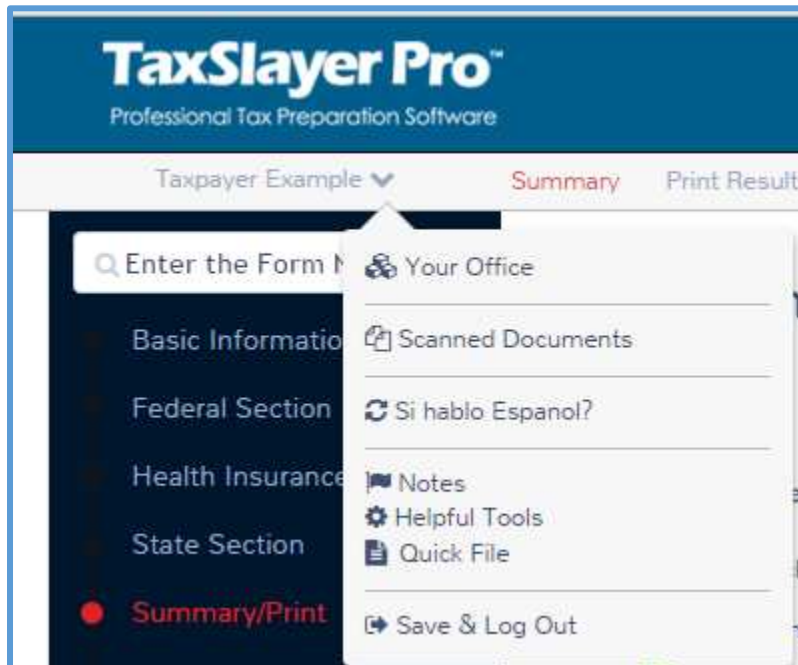 TaxSlayer Pro™
Professional Tax Preparation Software
Taxpayer Example Summary Print Result
Enter the Form
Your Office
Basic Informatio
Scanned Documents
Federal Section
Si hablo Espanol?
Health Insurance
Notes
Helpful Tools
State Section
Quick File
Summary/Print
Save & Log Out